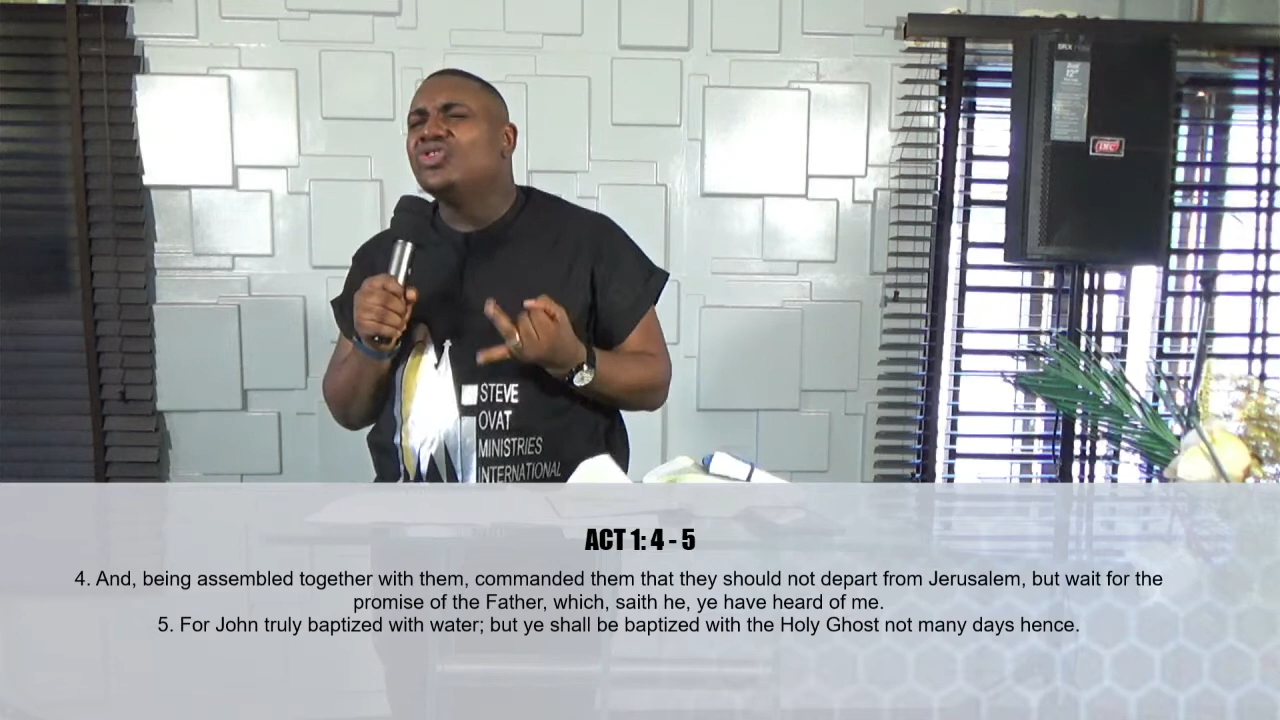 STEVE
OVAT
MINISTRIES
INTERNATIONAL
ACT 1: 4 - 5
4. And, being assembled together with them, commanded them that they should not depart from Jerusalem, but wait for the
promise of the Father, which, saith he, ye have heard of me.
5. For John truly baptized with water; but ye shall be baptized with the Holy Ghost not many days hence.